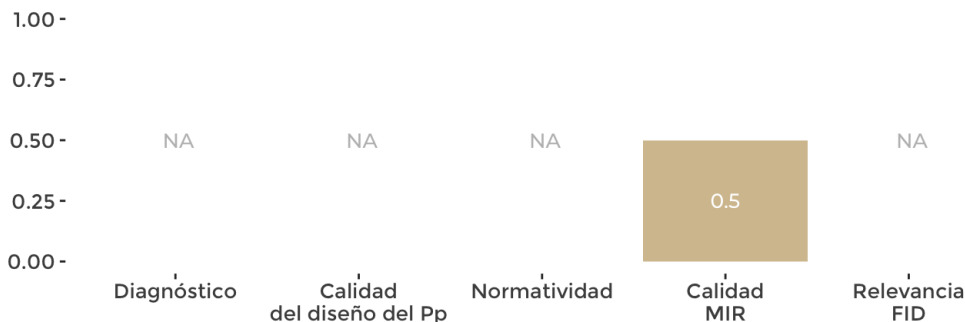 1.00
0.75
0.50
0.25
0.00
NA
NA
NA
0.5
NA
Diagnóstico
Calidad
del diseño del Pp
Normatividad
Calidad
MIR
Relevancia
FID